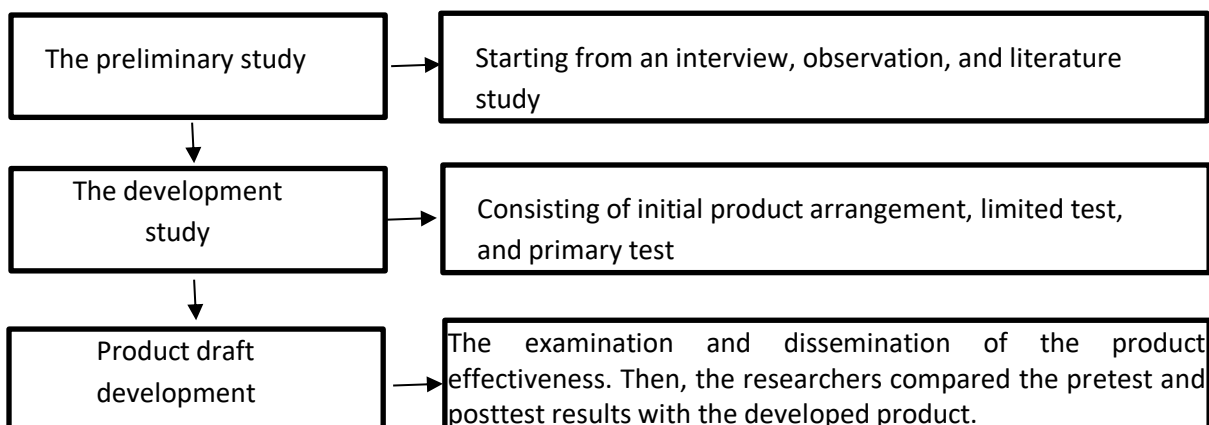 The preliminary study
Starting from an interview, observation, and literature
study
The development
study
Consisting of initial product arrangement, limited test,
and primary test
Product draft
development
The examination and dissemination of the product
effectiveness. Then, the researchers compared the pretest and
posttest results with the developed product.